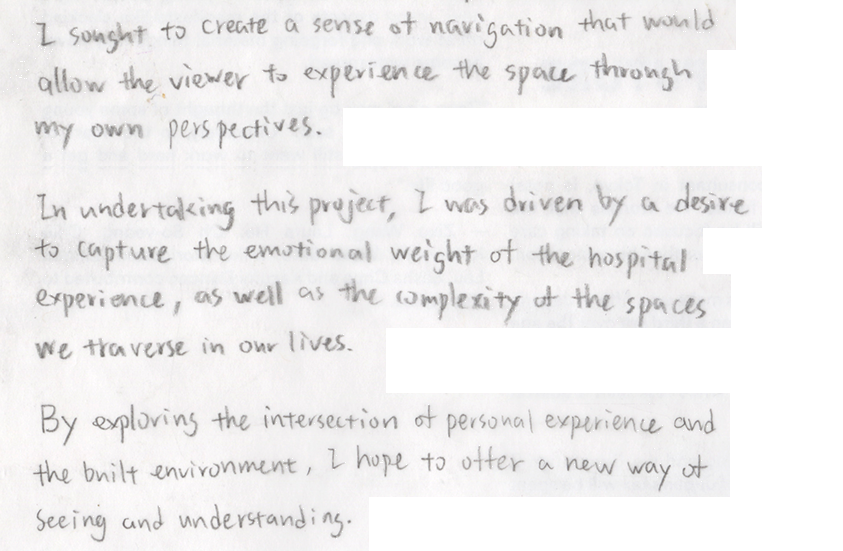 I sought to create a sense of navigation that would
allow the viewer to experience the space through
my own perspectives.
In undertaking this project, I was driven by a desire
to capture the emotional weight of the hospital
experience, as well as the complexity of the spaces
we traverse in our lives.
By exploring the intersection of personal experience and
the built environment, I hope to offer a new way of
seeing and understanding.